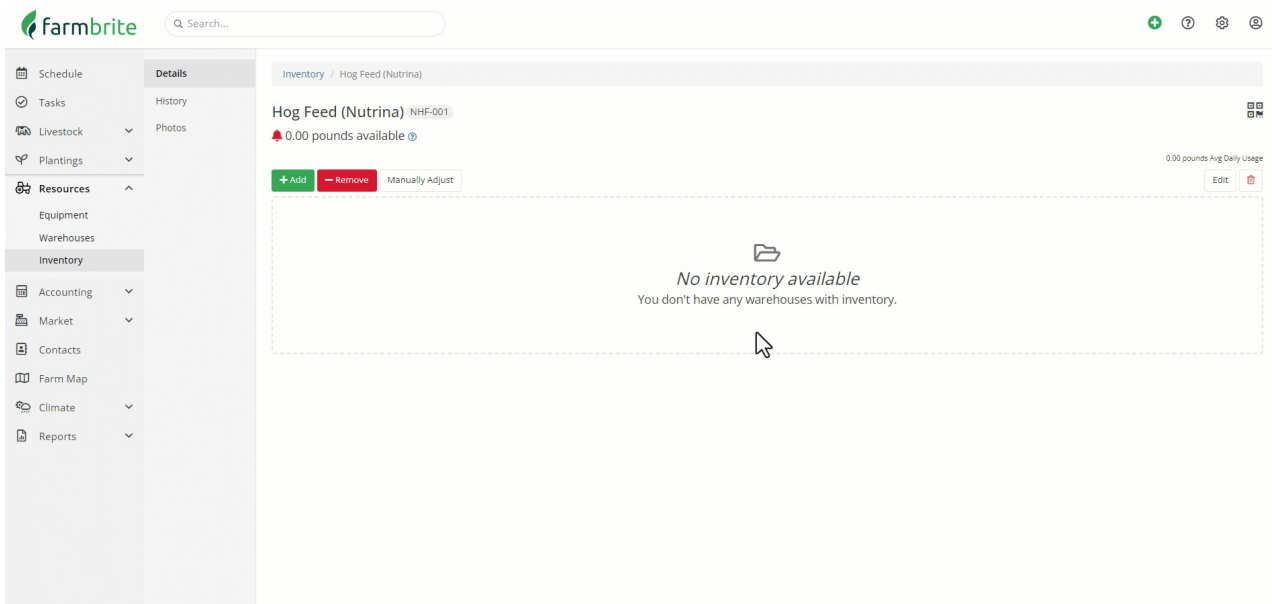 farmbrite
Search...
Schedule
Tasks
Livestock
Plantings
Resources
Equipment
Warehouses
Inventory
Accounting
Market
Contacts
Farm Map
Climate
Reports
Details
History
Photos
Inventory / Hog Feed (Nutrina)
Hog Feed (Nutrina) NHF-001
0.00 pounds available
0.00 pounds Avg Daily Usage
+ Add − Remove Manually Adjust Edit
No inventory available
You don't have any warehouses with inventory.